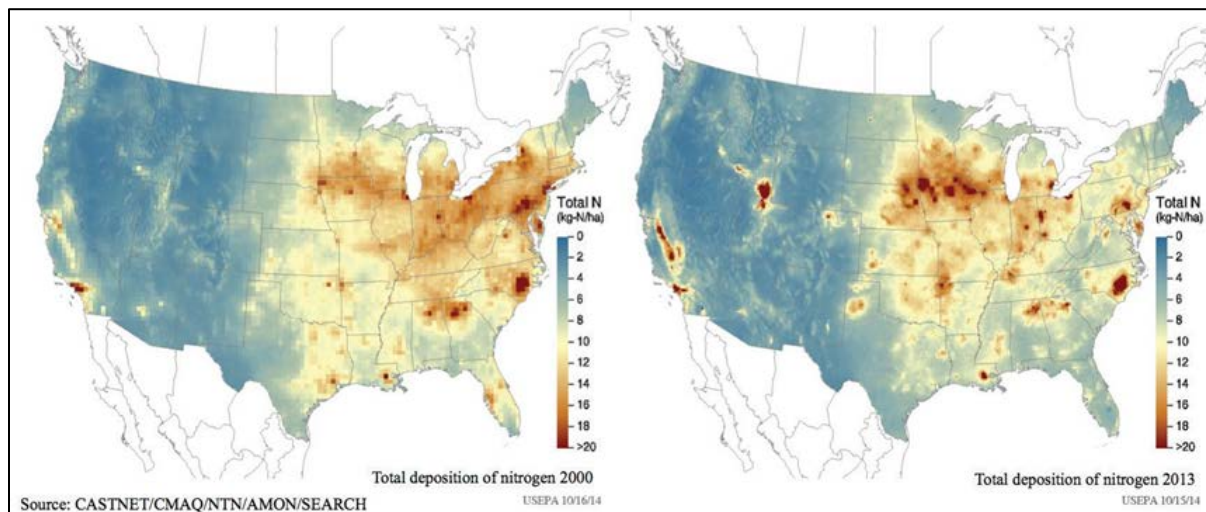 Total N
(kg-N/ha)
0
2
4
6
8
10
12
14
16
18
>20
Total deposition of nitrogen 2000
Source: CASTNET/CMAQ/NTN/AMON/SEARCH
USEPA 10/16/14
Total N
(kg-N/ha)
0
2
4
6
8
10
12
14
16
18
>20
Total deposition of nitrogen 2013
USEPA 10/15/14